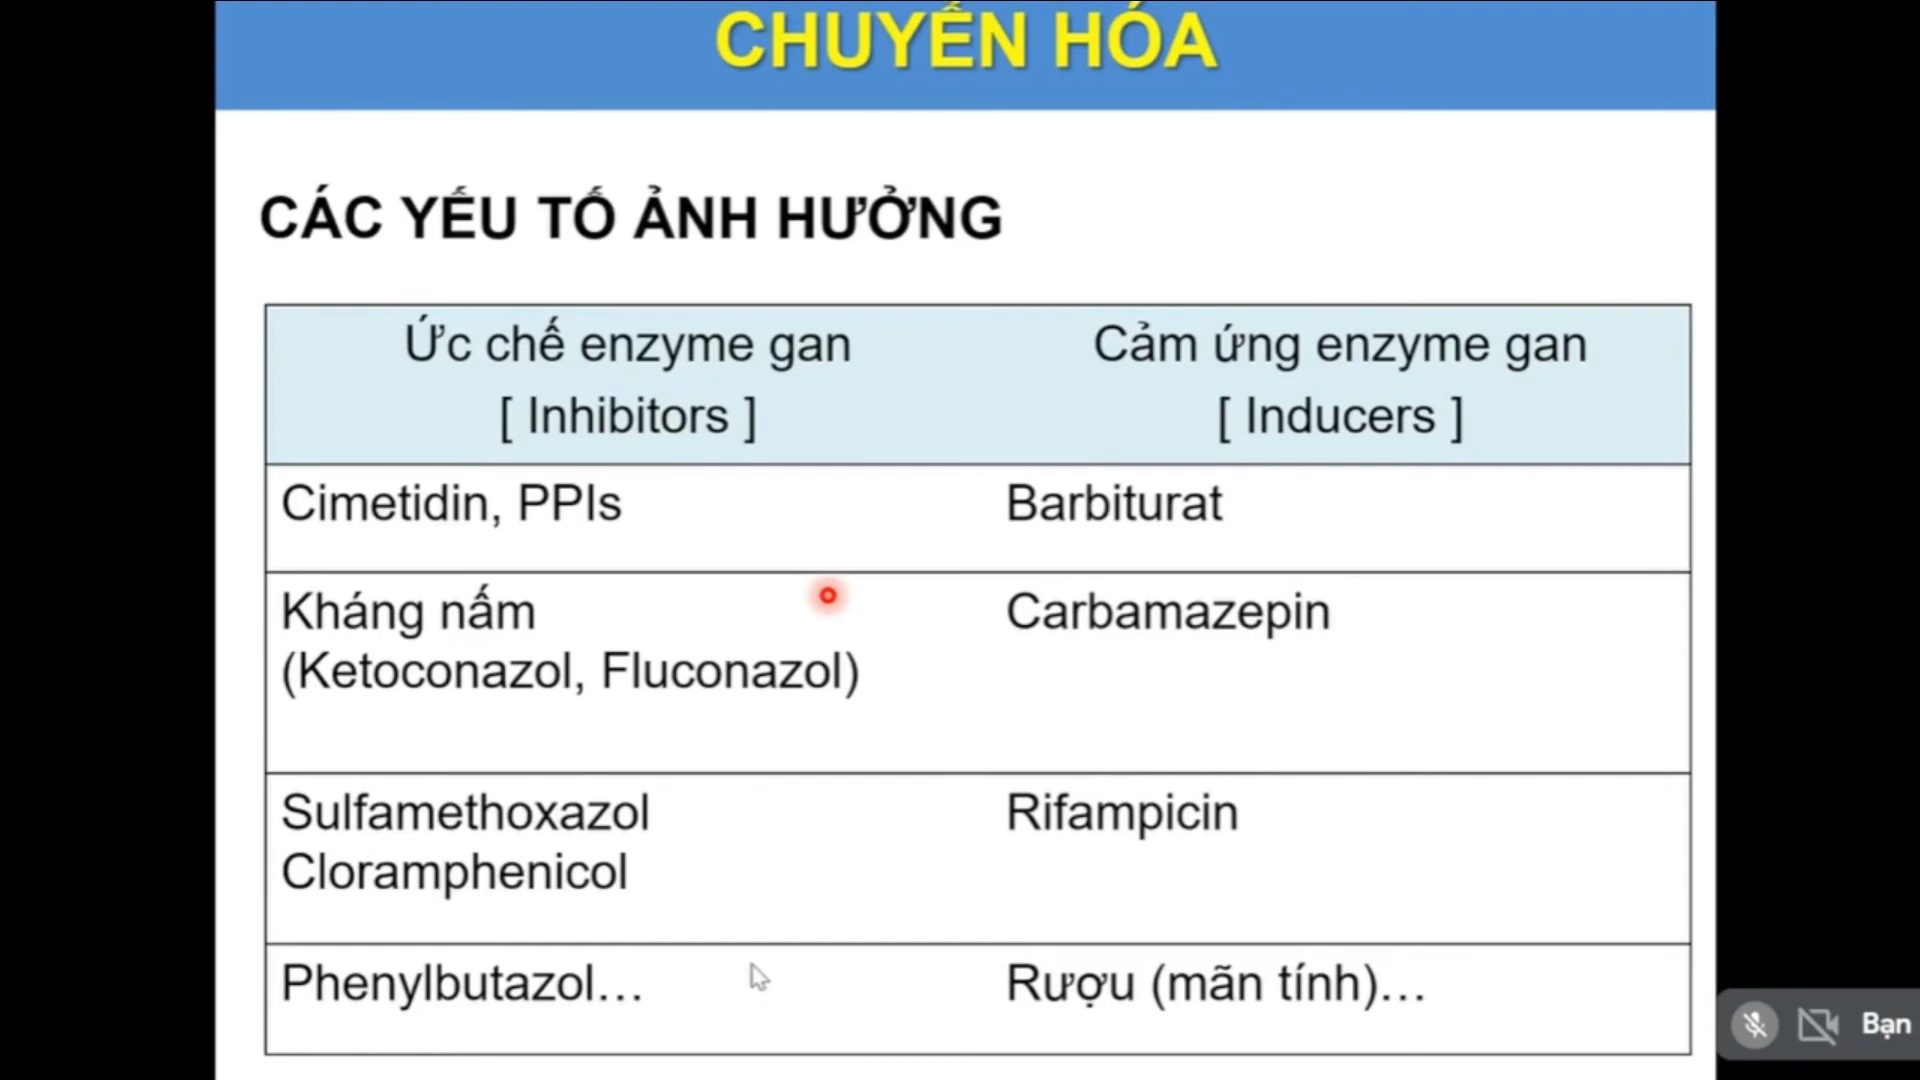 CHUYỂN HÓA
CÁC YẾU TỐ ẢNH HƯỞNG
Ức chế enzyme gan
[ Inhibitors ]
Cảm ứng enzyme gan
[ Inducers ]
Cimetidin, PPIs
Barbiturat
Kháng nấm
(Ketoconazol, Fluconazol)
Carbamazepin
Sulfamethoxazol
Cloramphenicol
Rifampicin
Phenylbutazol...
Rượu (mãn tính)...
Bạn